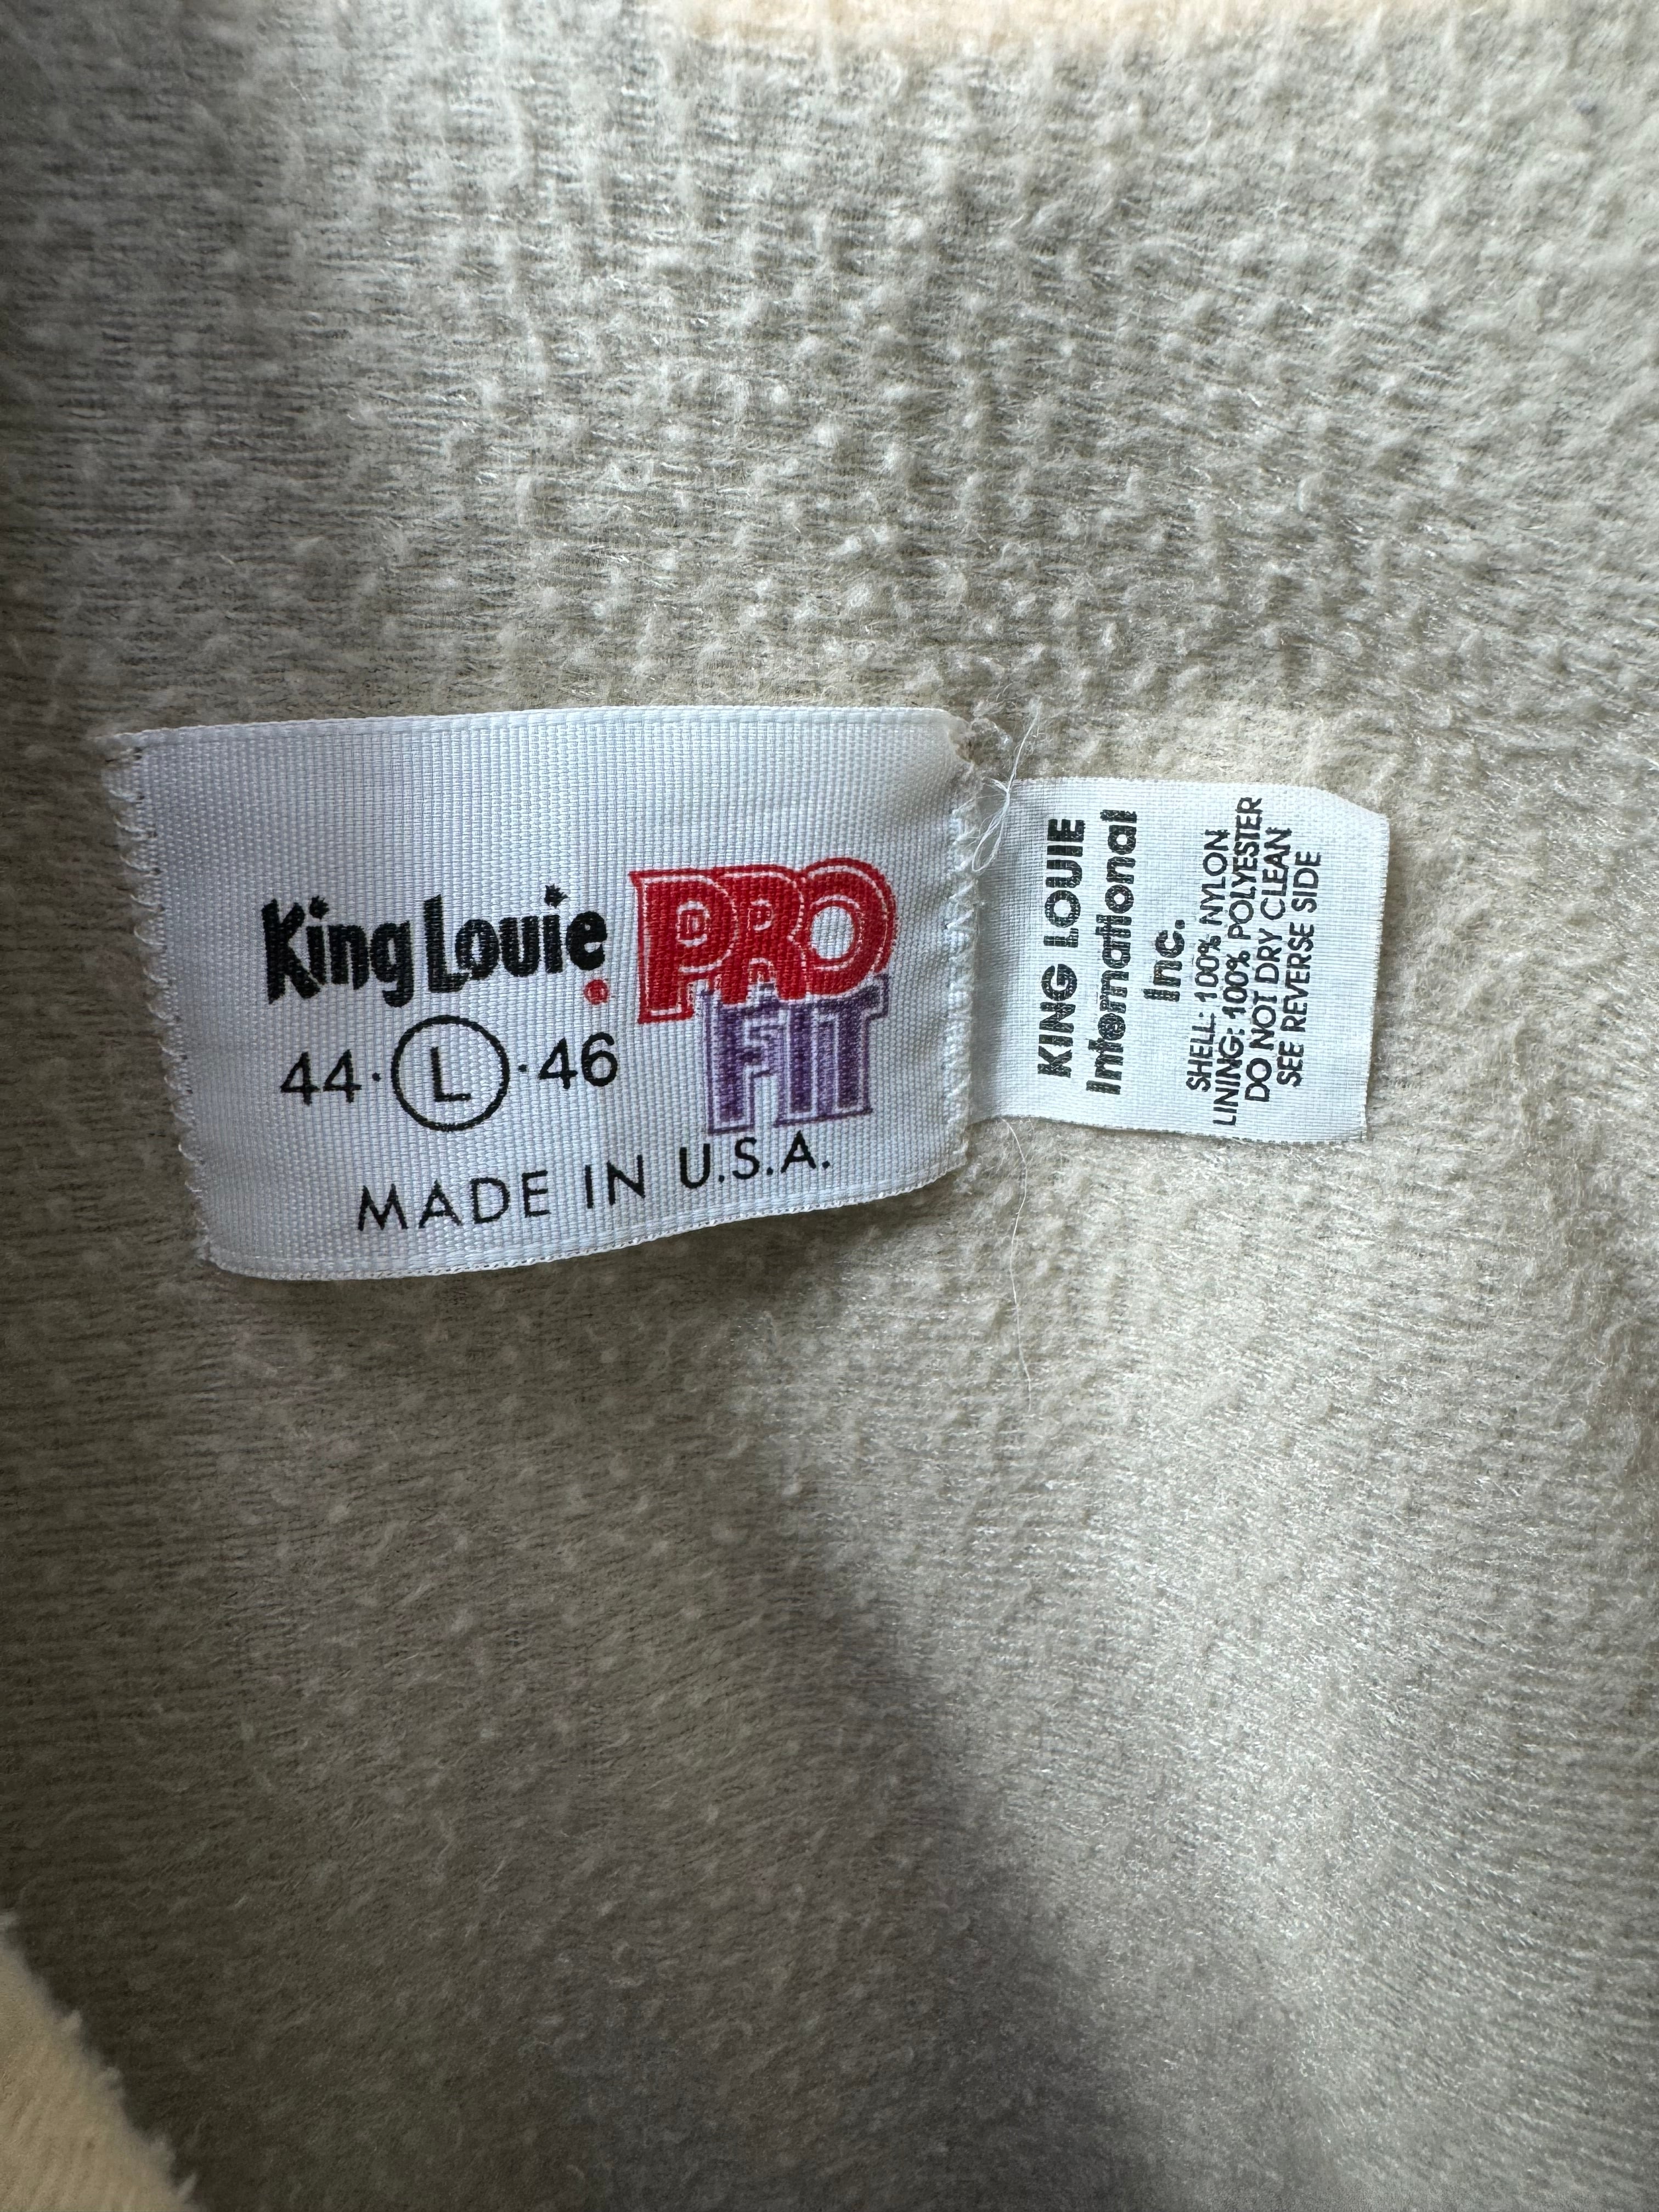 King Louie PRO
FIT
44·L·46
MADE IN U.S.A.
KING LOUIE
International
Inc.
SHELL: 100% NYLON
LINING: 100% POLYESTER
DO NOT DRY CLEAN
SEE REVERSE SIDE